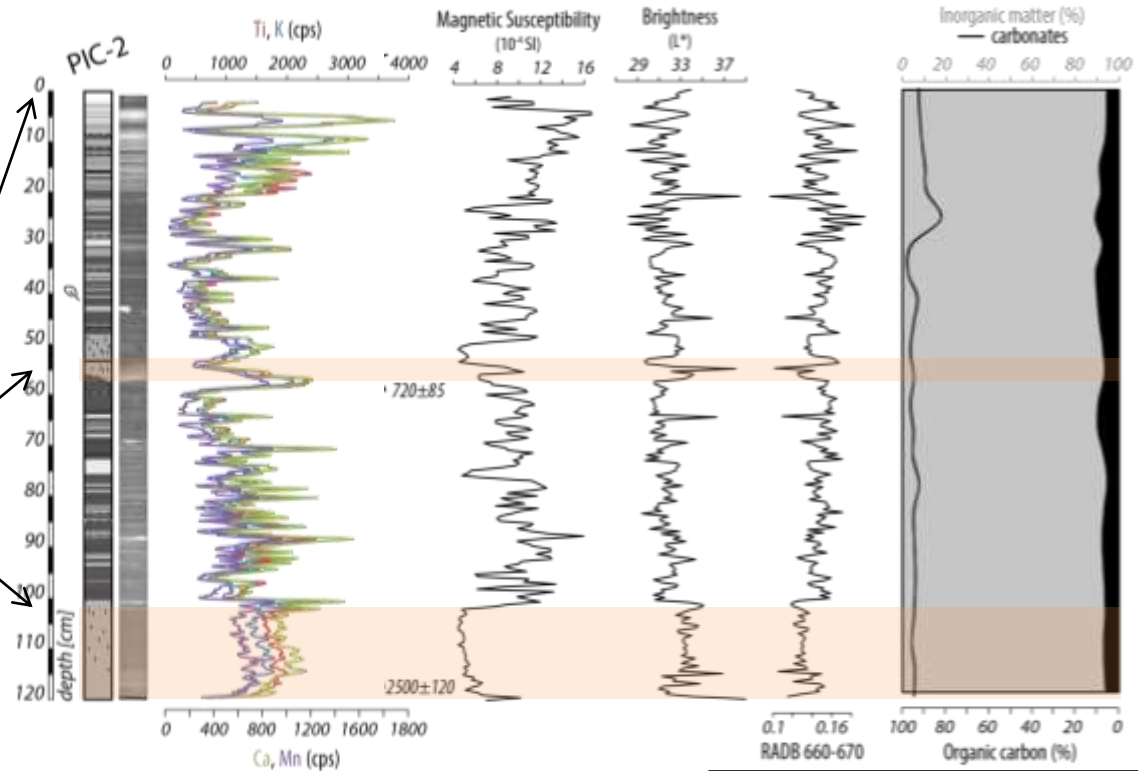 PIC-2
Ti, K (cps)
0 1000 2000 3000 4000
Magnetic Susceptibility
4 8 12 16
Brightness
(L*)
29 33 37
Inorganic matter (%)
carbonates
0 20 40 60 80 100
0
10
20
30
40
50
60
70
80
90
100
110
120
depth [cm]
720±85
2500±120
0 400 800 1200 1600 1800
Ca, Mn (cps)
0.1 0.16
RADB 660-670
100 80 60 40 20 0
Organic carbon (%)